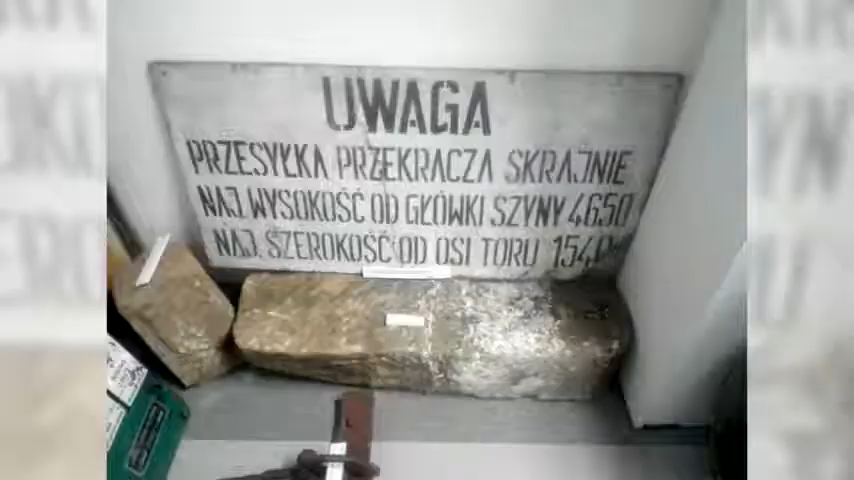 UWAGA
PRZESYŁKA PRZEKRACZA SKRAJNIE
NAJ. WYSOKOŚĆ OD GŁÓWKI SZYNY 4650
NAJ. SZEROKOŚĆ OD OSI TORU